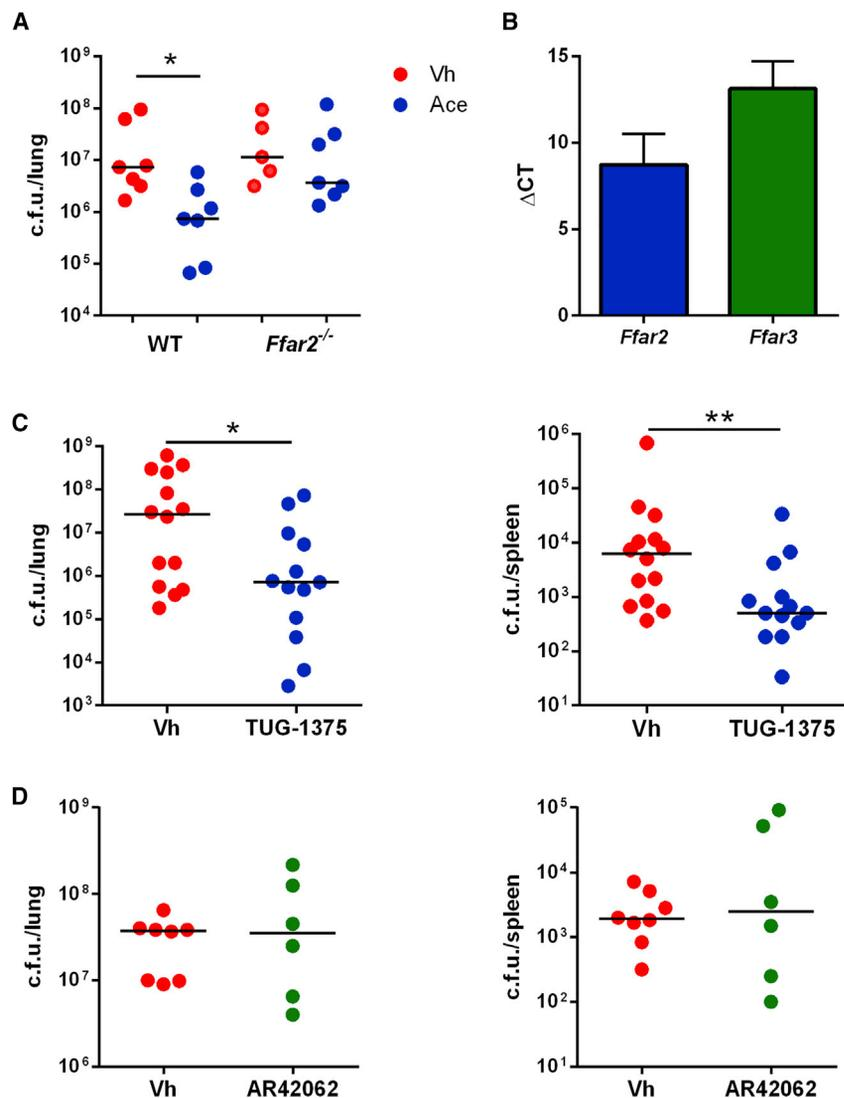 A
B
10⁹
10⁸
10⁷
10⁶
10⁵
10⁴
c.f.u./lung
*
WT
Ffar2⁻/⁻
Vh
Ace
15
10
5
0
ΔCT
Ffar2
Ffar3
C
10⁹
10⁸
10⁷
10⁶
10⁵
10⁴
10³
c.f.u./lung
*
Vh
TUG-1375
10⁶
10⁵
10⁴
10³
10²
10¹
c.f.u./spleen
**
Vh
TUG-1375
D
10⁹
10⁸
10⁷
10⁶
c.f.u./lung
Vh
AR42062
10⁵
10⁴
10³
10²
10¹
c.f.u./spleen
Vh
AR42062